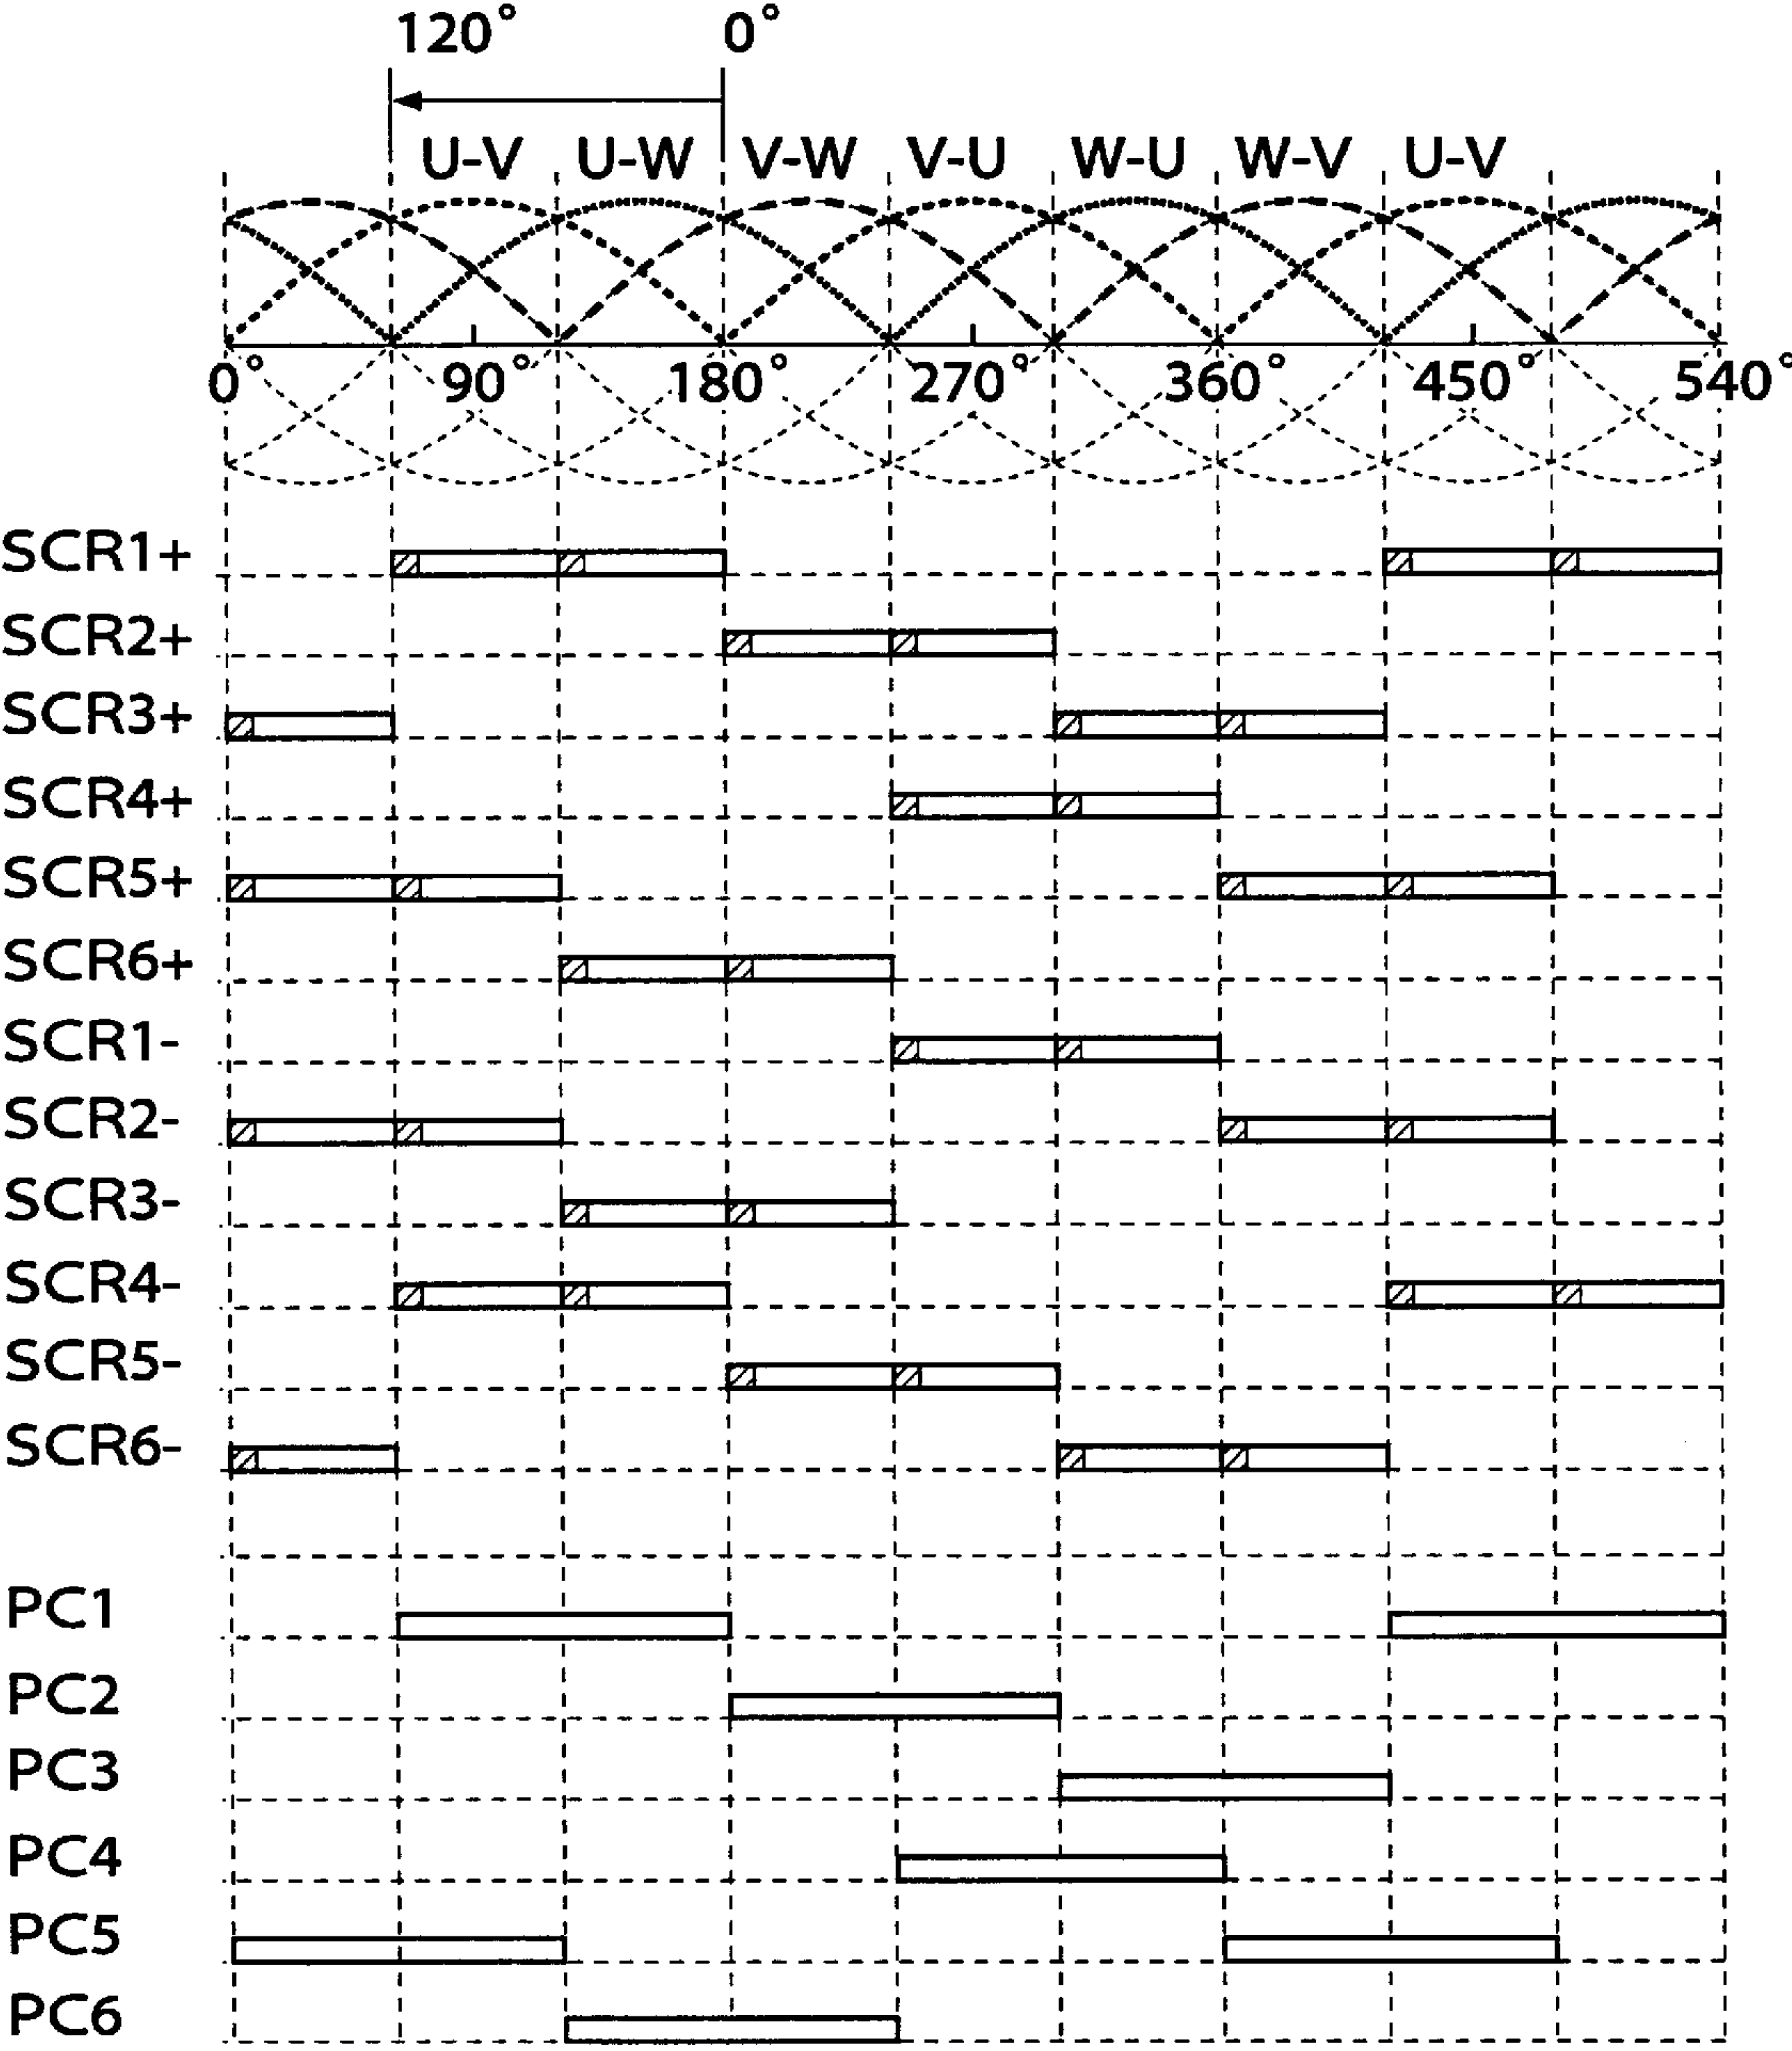 120° 0°
U-V U-W V-W V-U W-U W-V U-V
0° 90° 180° 270° 360° 450° 540°
SCR1+
SCR2+
SCR3+
SCR4+
SCR5+
SCR6+
SCR1-
SCR2-
SCR3-
SCR4-
SCR5-
SCR6-
PC1
PC2
PC3
PC4
PC5
PC6